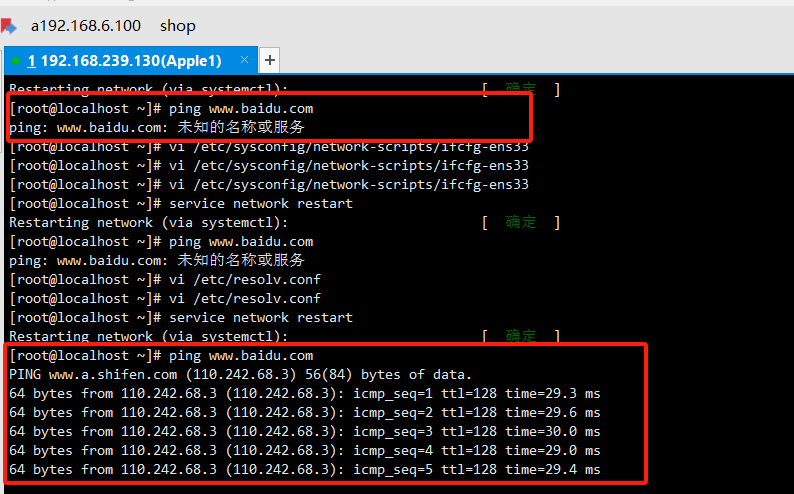 a192.168.6.100 shop
1 192.168.239.130(Apple1) × +
Restarting network (via systemctl): [ 确定 ]
[root@localhost ~]# ping www.baidu.com
ping: www.baidu.com: 未知的名称或服务
[root@localhost ~]# vi /etc/sysconfig/network-scripts/ifcfg-ens33
[root@localhost ~]# vi /etc/sysconfig/network-scripts/ifcfg-ens33
[root@localhost ~]# vi /etc/sysconfig/network-scripts/ifcfg-ens33
[root@localhost ~]# service network restart
Restarting network (via systemctl): [ 确定 ]
[root@localhost ~]# ping www.baidu.com
ping: www.baidu.com: 未知的名称或服务
[root@localhost ~]# vi /etc/resolv.conf
[root@localhost ~]# vi /etc/resolv.conf
[root@localhost ~]# service network restart
Restarting network (via systemctl): [ 确定 ]
[root@localhost ~]# ping www.baidu.com
PING www.a.shifen.com (110.242.68.3) 56(84) bytes of data.
64 bytes from 110.242.68.3 (110.242.68.3): icmp_seq=1 ttl=128 time=29.3 ms
64 bytes from 110.242.68.3 (110.242.68.3): icmp_seq=2 ttl=128 time=29.6 ms
64 bytes from 110.242.68.3 (110.242.68.3): icmp_seq=3 ttl=128 time=30.0 ms
64 bytes from 110.242.68.3 (110.242.68.3): icmp_seq=4 ttl=128 time=29.0 ms
64 bytes from 110.242.68.3 (110.242.68.3): icmp_seq=5 ttl=128 time=29.4 ms